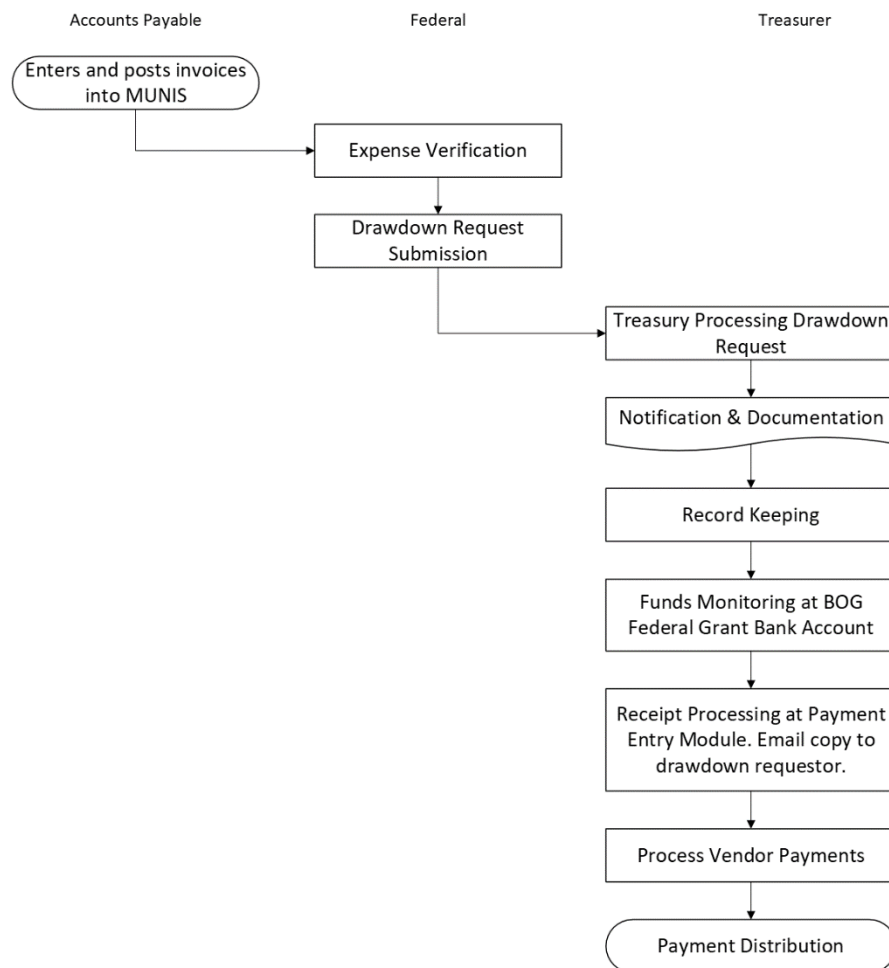 Accounts Payable
Federal
Treasurer
Enters and posts invoices
into MUNIS
Expense Verification
Drawdown Request
Submission
Treasury Processing Drawdown
Request
Notification & Documentation
Record Keeping
Funds Monitoring at BOG
Federal Grant Bank Account
Receipt Processing at Payment
Entry Module. Email copy to
drawdown requestor.
Process Vendor Payments
Payment Distribution